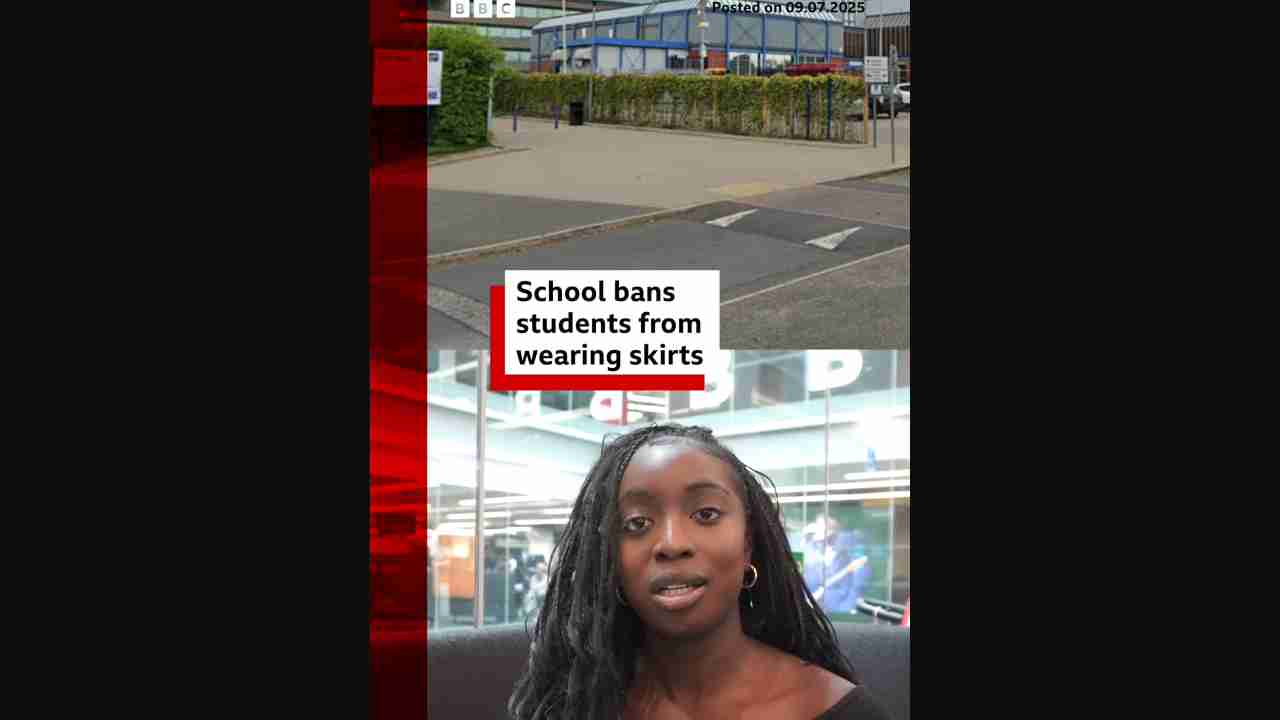 BBC
Posted on 09.07.2025
School bans
students from
wearing skirts